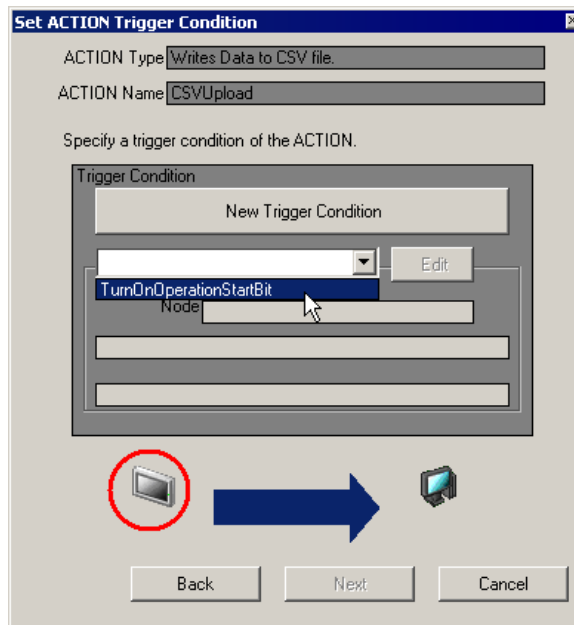 Set ACTION Trigger Condition
ACTION Type Writes Data to CSV file.
ACTION Name CSVUpload
Specify a trigger condition of the ACTION.
Trigger Condition
New Trigger Condition
Edit
TurnOnOperationStartBit
Node
Back Next Cancel